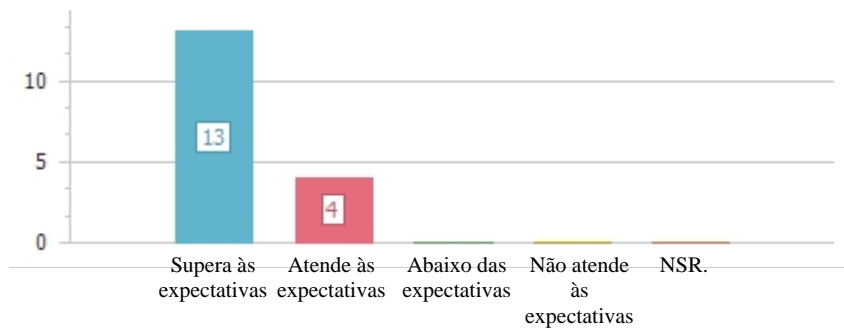 10
13
5
4
0
Supera às expectativas
Atende às expectativas
Abaixo das expectativas
Não atende às expectativas
NSR.